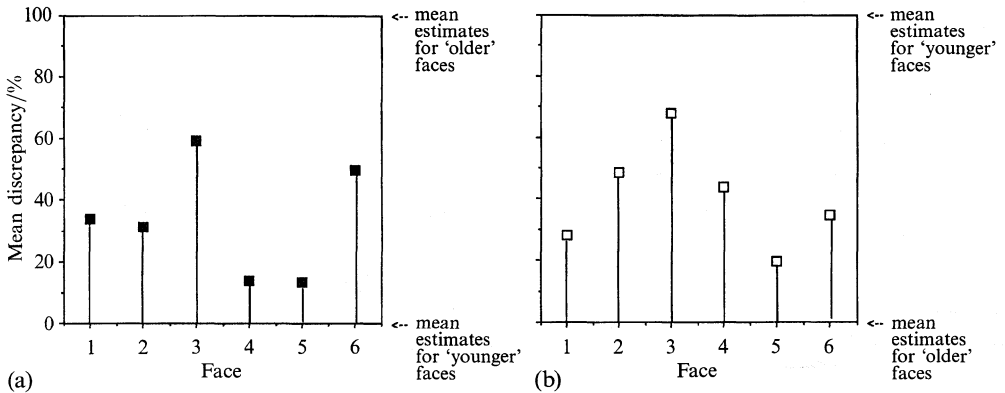 100
80
60
40
20
0
Mean discrepancy/%
1 2 3 4 5 6
Face
(a)
<-- mean
estimates
for 'older'
faces
<-- mean
estimates
for 'younger'
faces
1 2 3 4 5 6
Face
(b)
<-- mean
estimates
for 'younger'
faces
<-- mean
estimates
for 'older'
faces